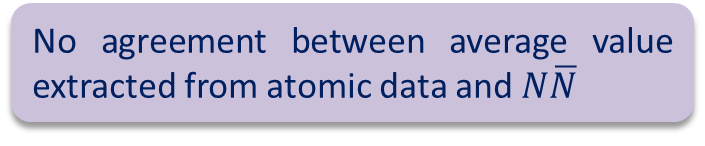 No agreement between average value
extracted from atomic data and NN̅